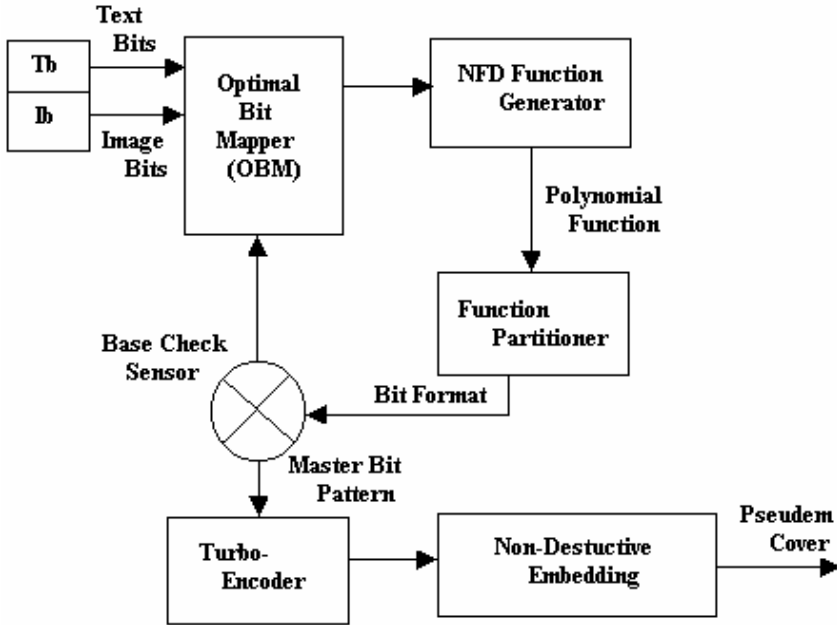 Text
Bits
Tb
Ib
Image
Bits
Optimal
Bit
Mapper
(OBM)
NFD Function
Generator
Polynomial
Function
Function
Partitioner
Bit Format
Base Check
Sensor
Master Bit
Pattern
Turbo-
Encoder
Non-Destuctive
Embedding
Pseudem
Cover